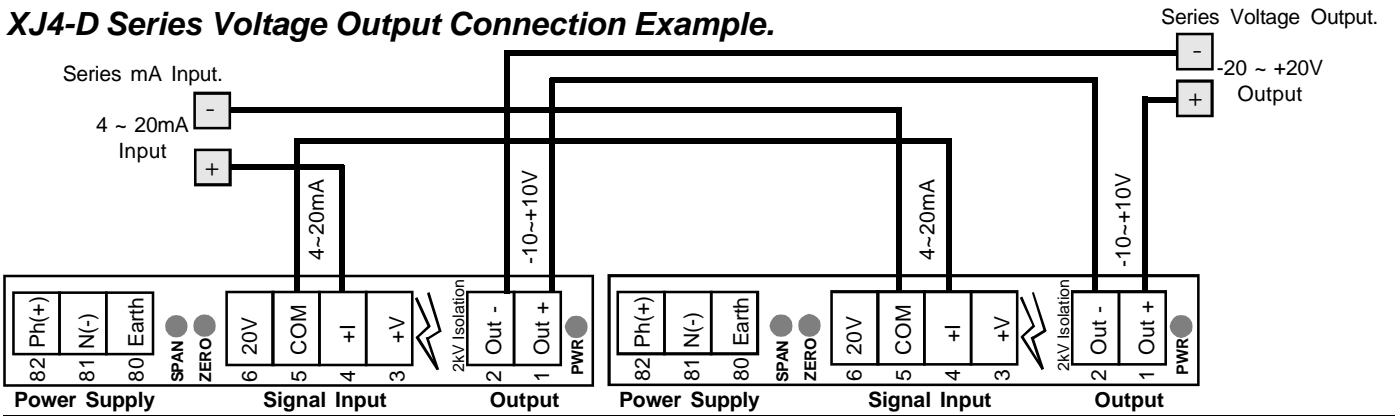 XJ4-D Series Voltage Output Connection Example.
Series Voltage Output.
-
-20 ~ +20V
Output
+
Series mA Input.
-
4 ~ 20mA
Input
+
4~20mA
-10~+10V
4~20mA
-10~+10V
82 Ph(+)
81 N(-)
80 Earth
SPAN
ZERO
6 20V
5 COM
4 +I
3 +V
2kV Isolation
2 Out -
1 Out +
PWR
82 Ph(+)
81 N(-)
80 Earth
SPAN
ZERO
6 20V
5 COM
4 +I
3 +V
2kV Isolation
2 Out -
1 Out +
PWR
Power Supply Signal Input Output Power Supply Signal Input Output